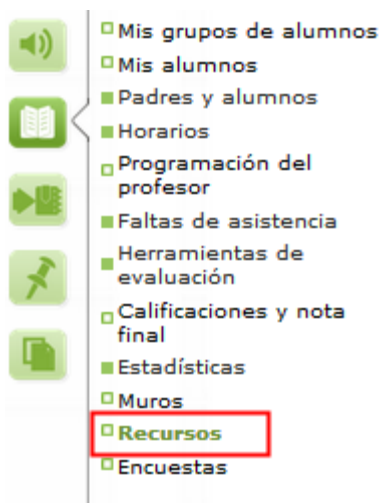 Mis grupos de alumnos
Mis alumnos
Padres y alumnos
Horarios
Programación del
profesor
Faltas de asistencia
Herramientas de
evaluación
Calificaciones y nota
final
Estadísticas
Muros
Recursos
Encuestas